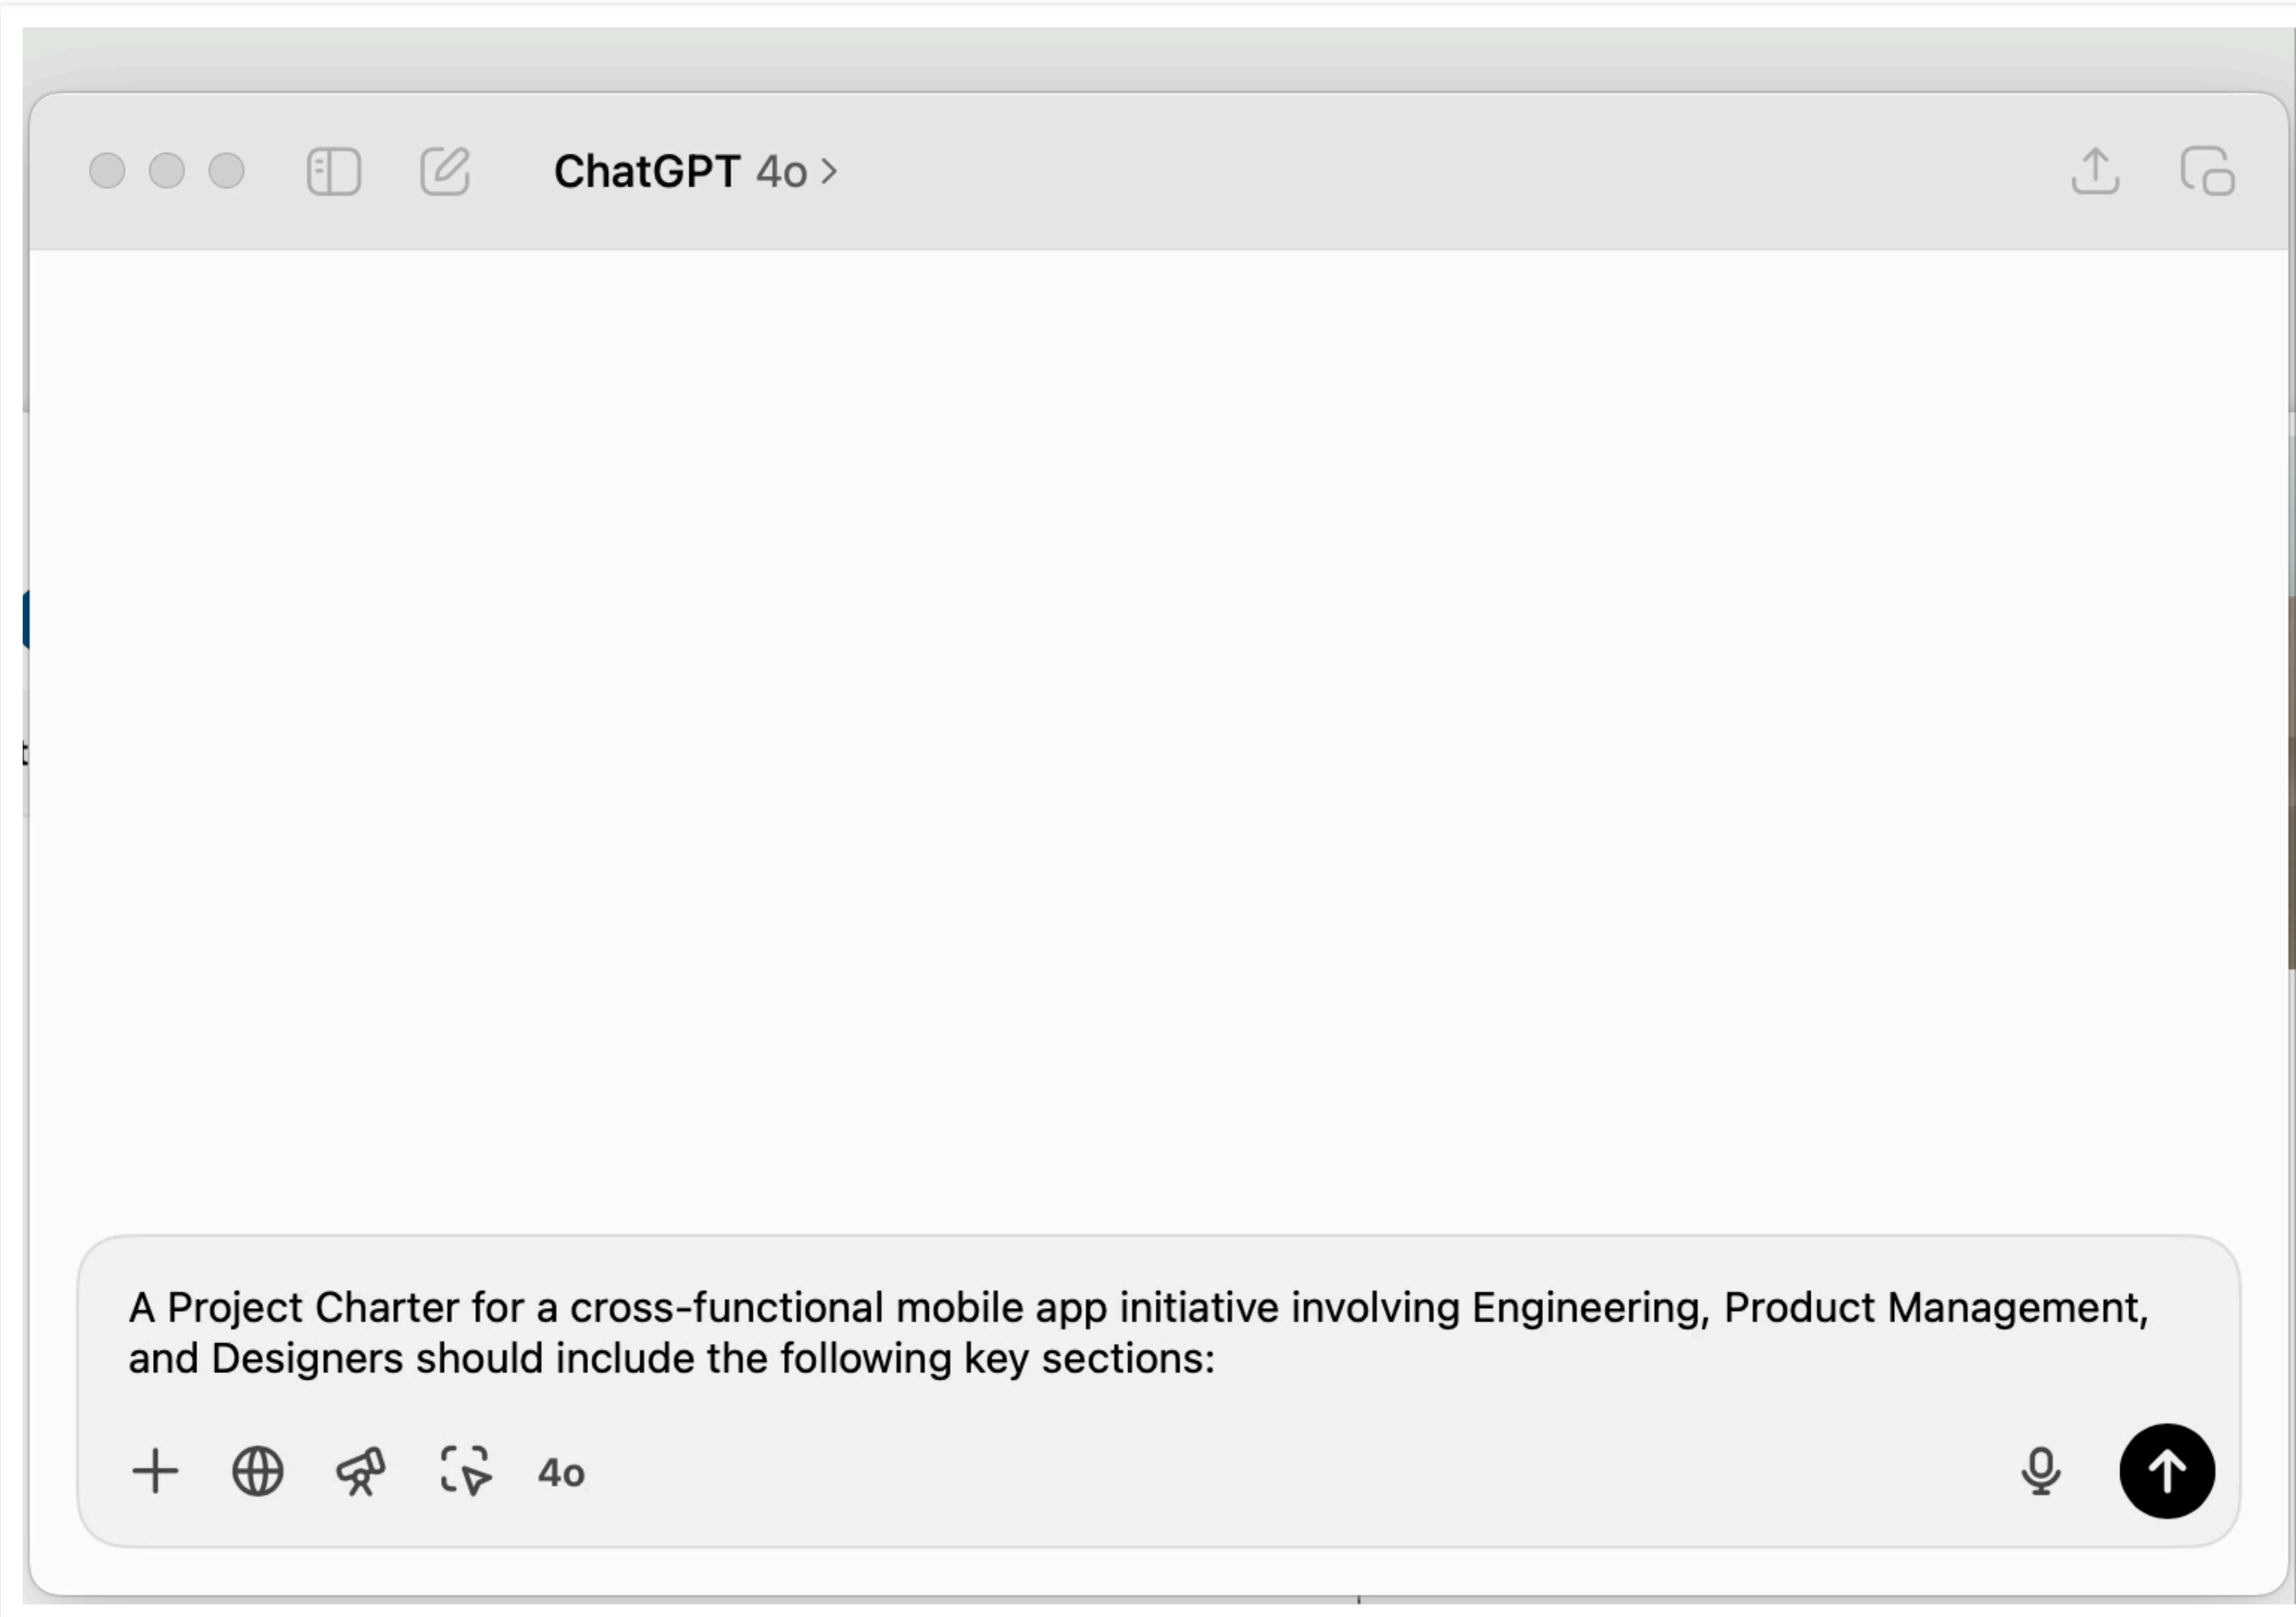 ChatGPT 4o >
t
A Project Charter for a cross-functional mobile app initiative involving Engineering, Product Management,
and Designers should include the following key sections:
4o